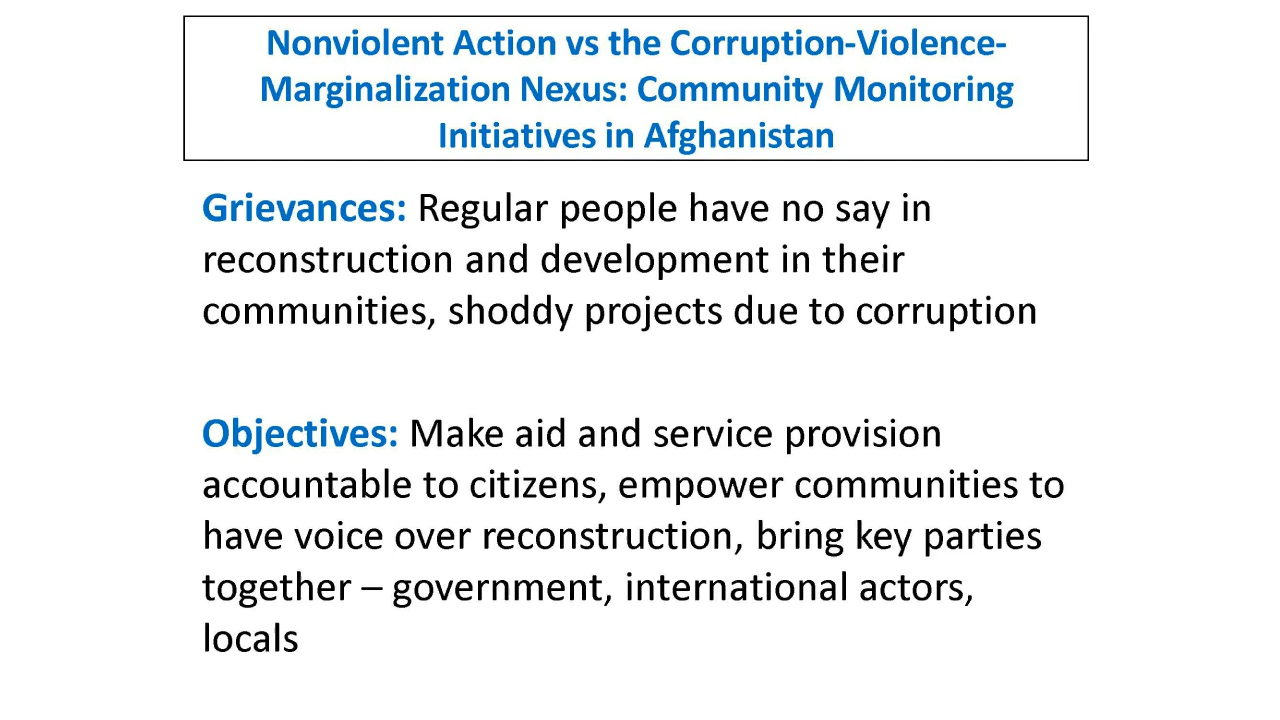 Nonviolent Action vs the Corruption-Violence-
Marginalization Nexus: Community Monitoring
Initiatives in Afghanistan
Grievances: Regular people have no say in
reconstruction and development in their
communities, shoddy projects due to corruption
Objectives: Make aid and service provision
accountable to citizens, empower communities to
have voice over reconstruction, bring key parties
together – government, international actors,
locals